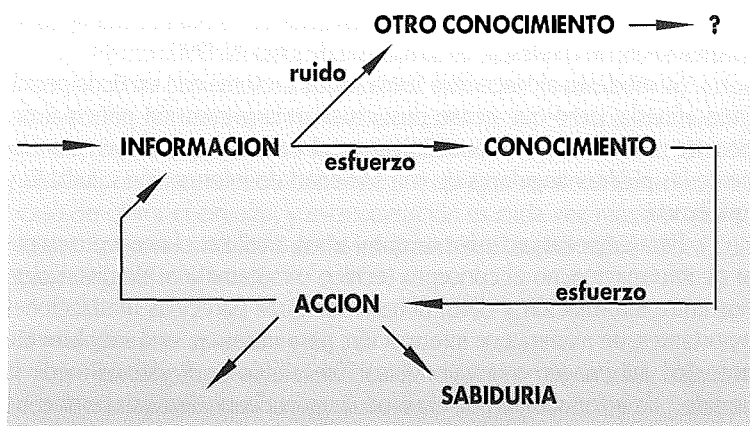 OTRO CONOCIMIENTO ?
ruido
INFORMACION CONOCIMIENTO
esfuerzo
esfuerzo
ACCION
SABIDURIA